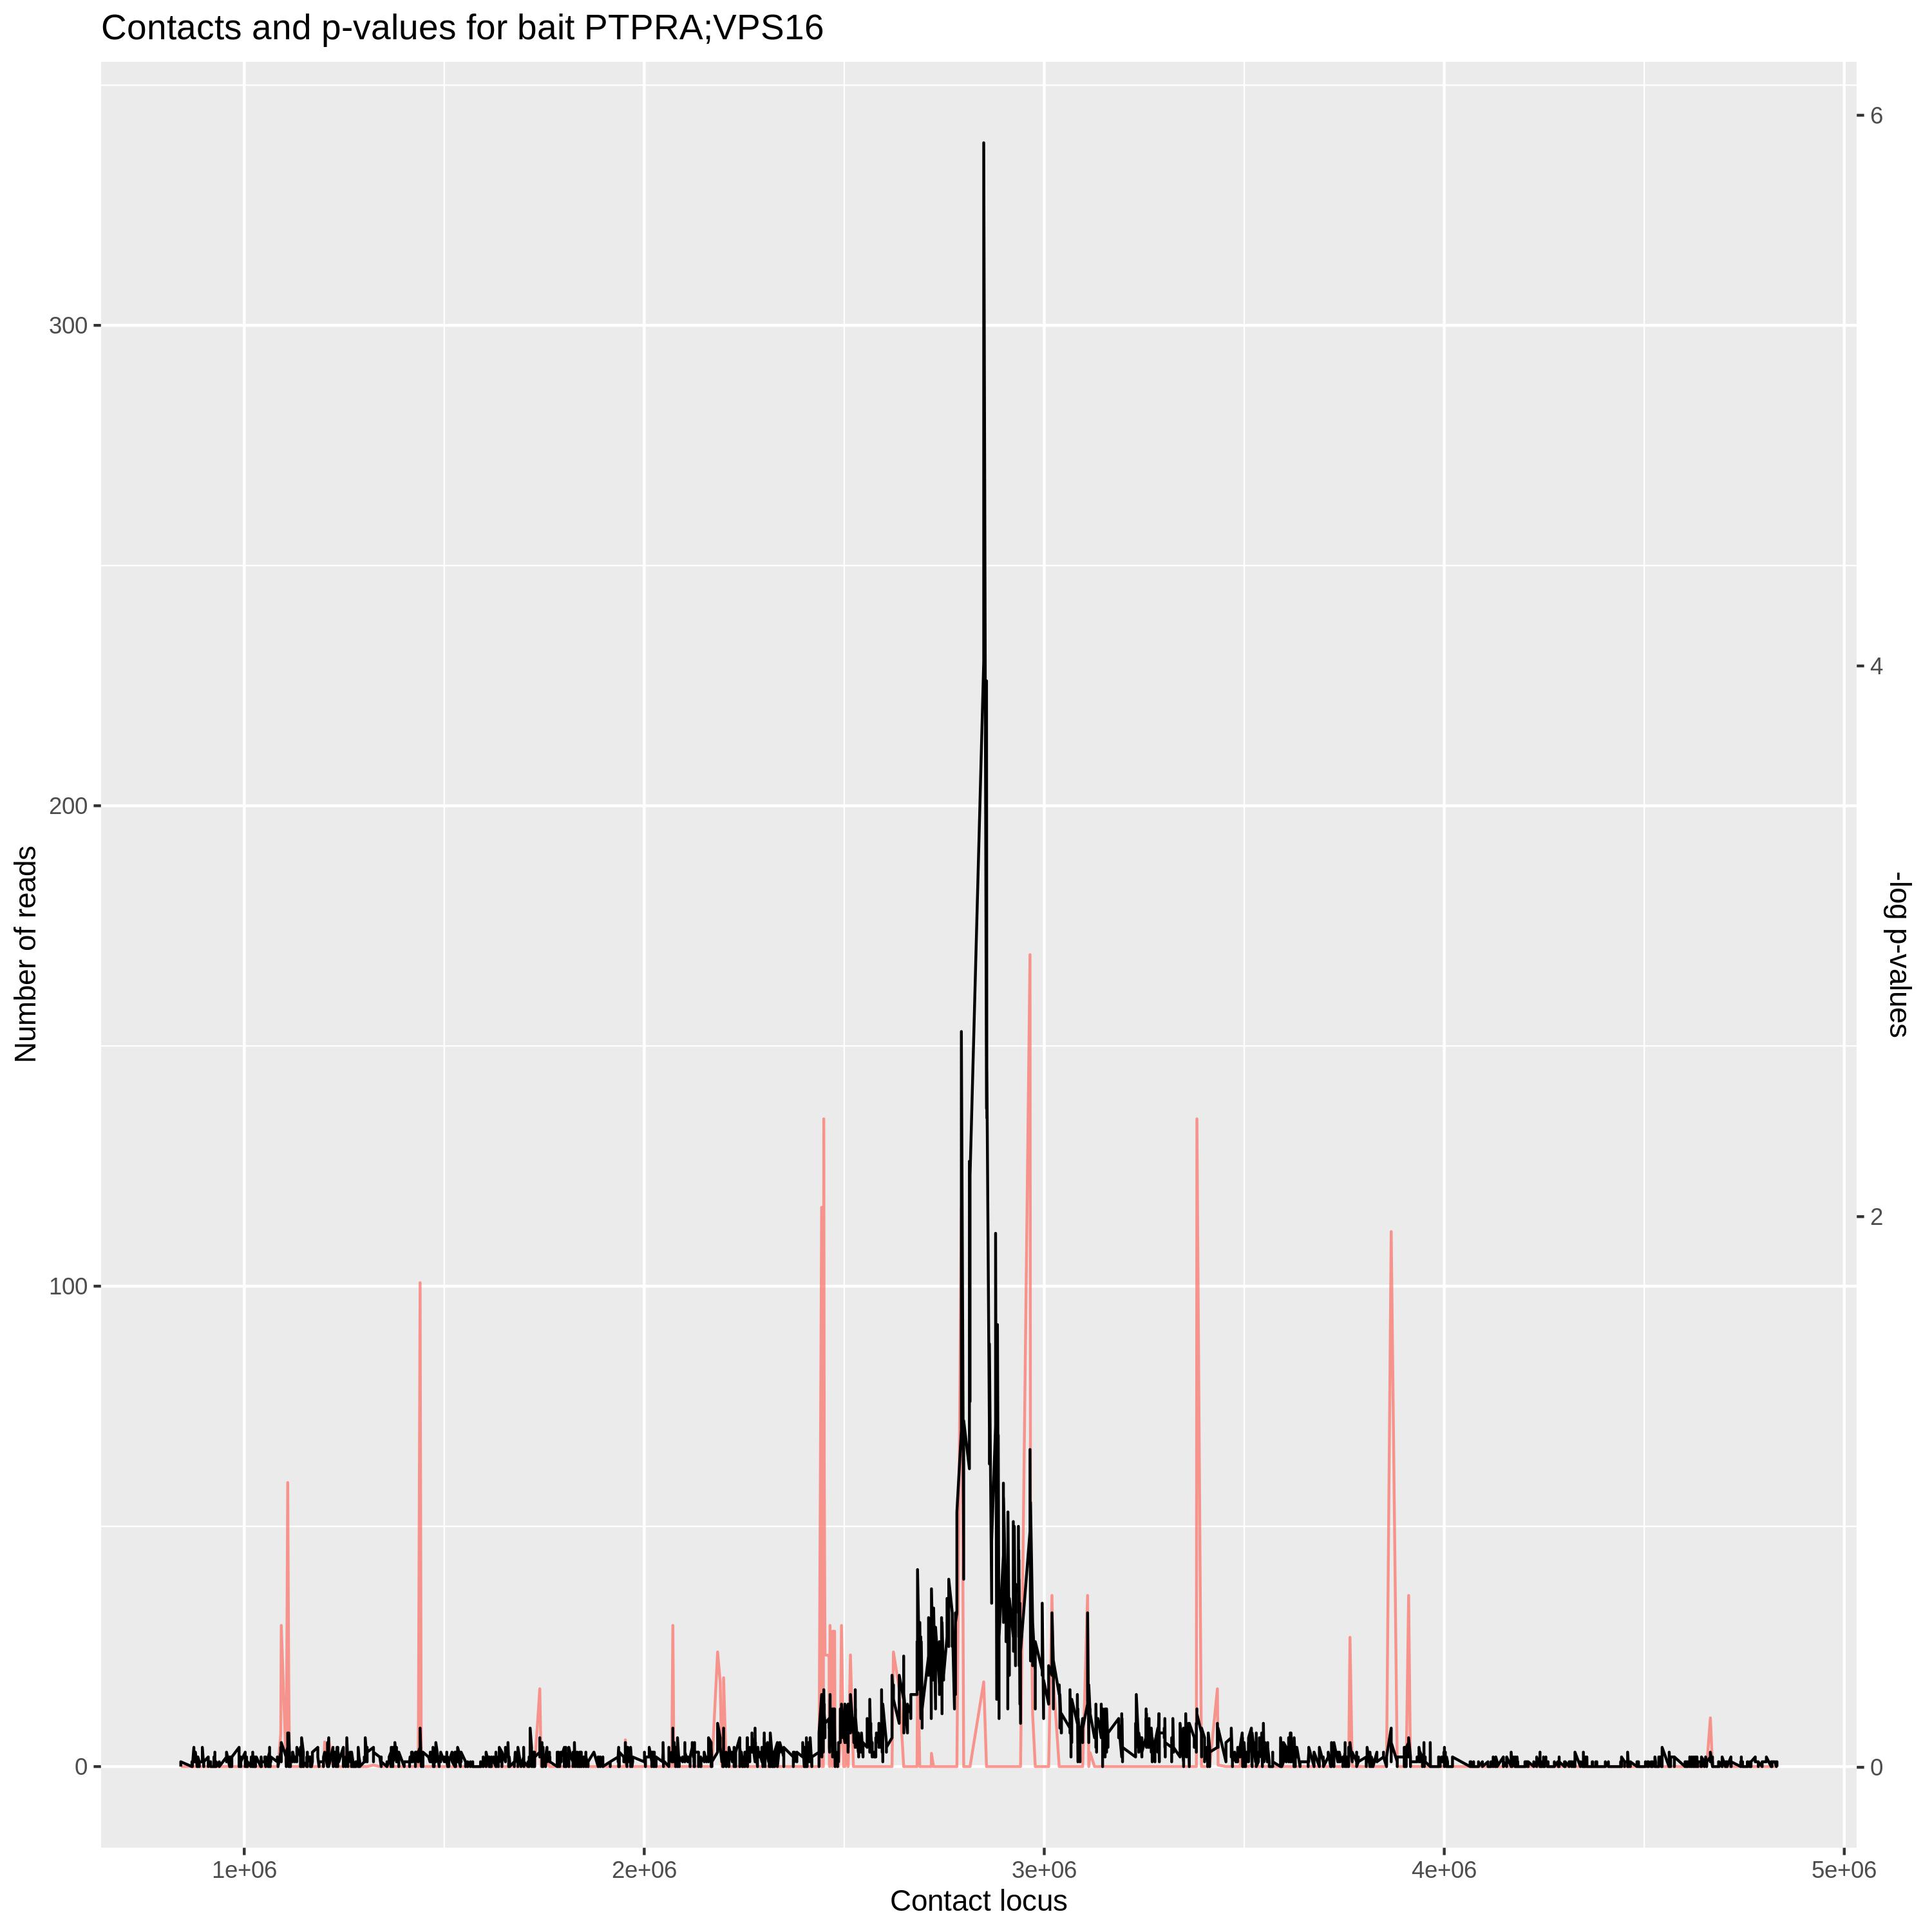 Contacts and p-values for bait PTPRA;VPS16
Number of reads
300
200
100
0
6
4
2
0
-log p-values
1e+06
2e+06
3e+06
4e+06
5e+06
Contact locus